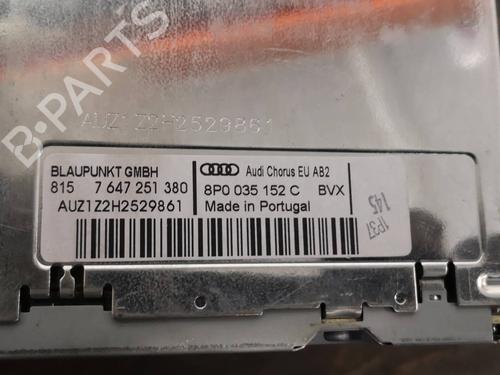 B-PARTS
AUZ1Z2H2529861
BLAUPUNKT GMBH
815 7 647 251 380
AUZ1Z2H2529861
Audi Chorus EU AB2
8P0 035 152 C BVX
Made in Portugal
1P37
145